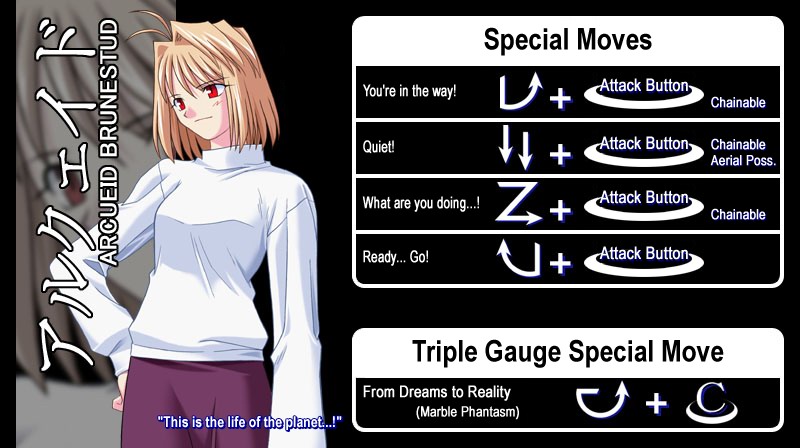 アルクェイド
ARCUEID BRUNESTUD
Special Moves
You're in the way!
+
Attack Button
Chainable
Quiet!
+
Attack Button
Chainable
Aerial Poss.
What are you doing...!
+
Attack Button
Chainable
Ready... Go!
+
Attack Button
Triple Gauge Special Move
From Dreams to Reality
(Marble Phantasm)
+
C
"This is the life of the planet...!"